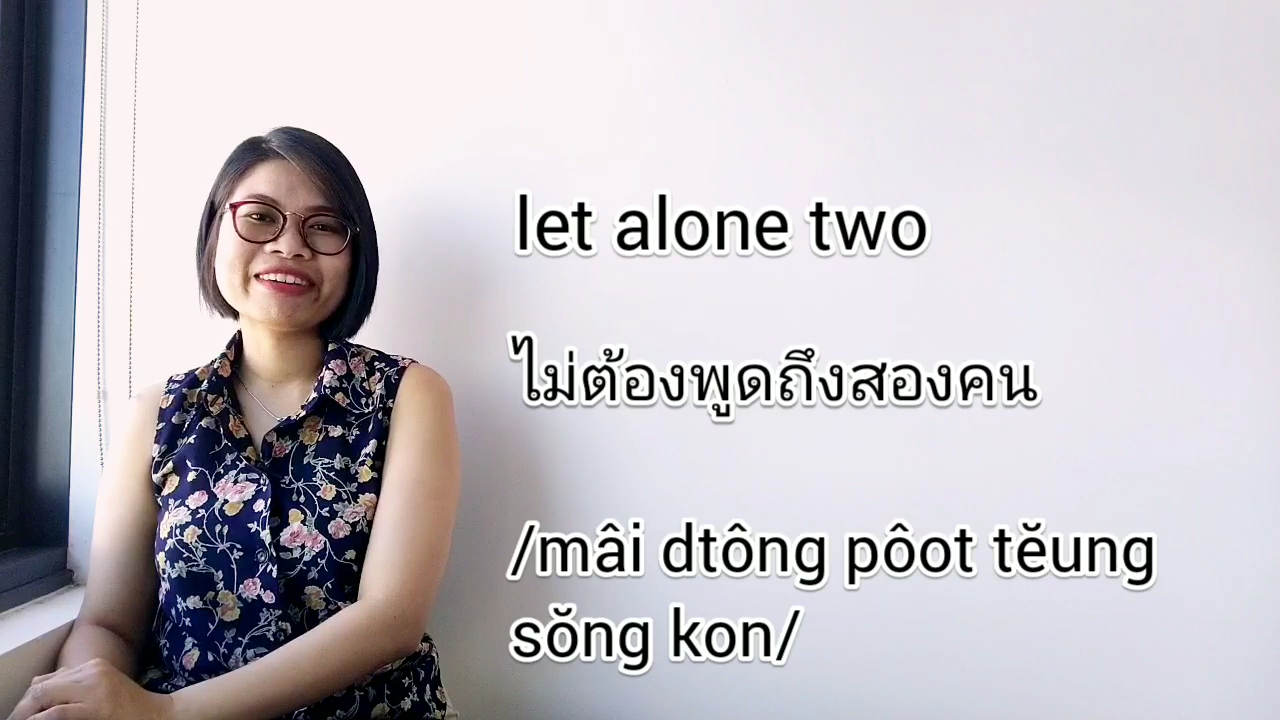 let alone two
ไม่ต้องพูดถึงสองคน
/mâi dtông pôot tĕung
sŏng kon/